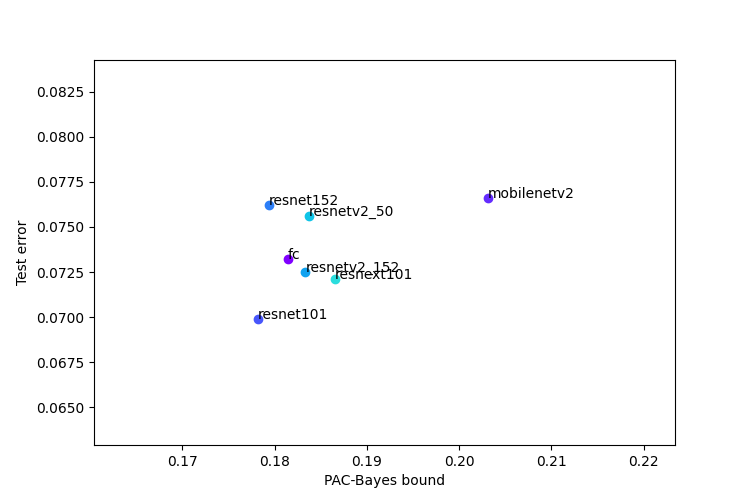 0.0825
0.0800
0.0775
0.0750
0.0725
0.0700
0.0675
0.0650
Test error
mobilenetv2
resnet152
resnetv2_50
fc
resnetv2_152
resnext101
resnet101
0.17 0.18 0.19 0.20 0.21 0.22
PAC-Bayes bound